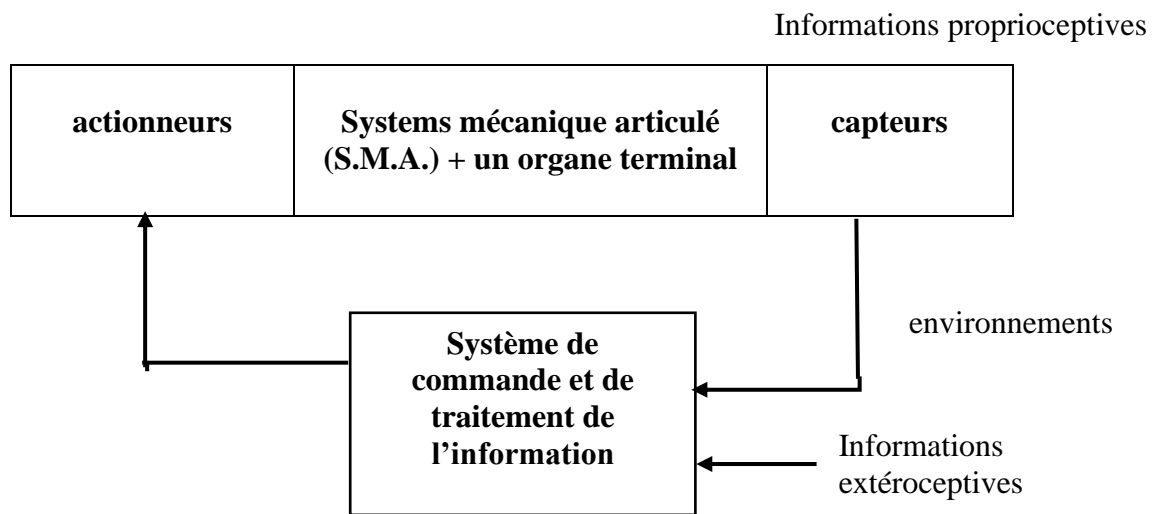 Informations proprioceptives
actionneurs
Systems mécanique articulé
(S.M.A.) + un organe terminal
capteurs
environnements
Système de
commande et de
traitement de
l’information
Informations
extéroceptives